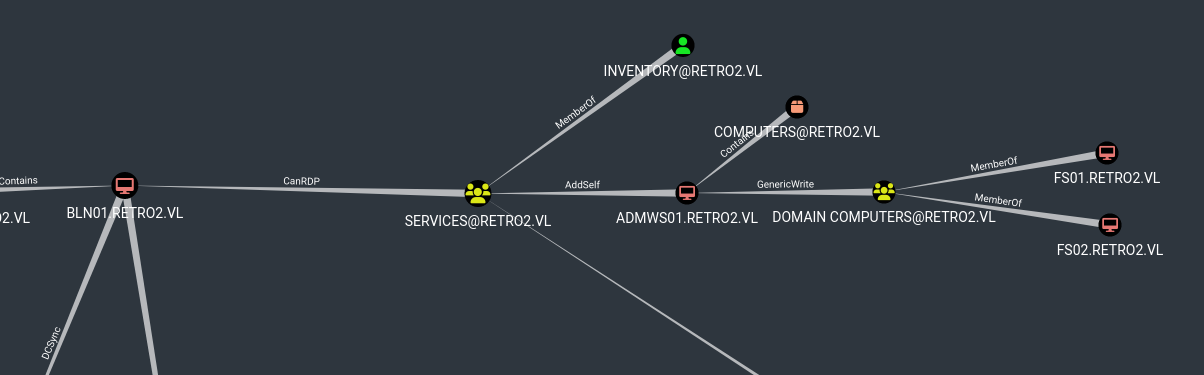 INVENTORY@RETRO2.VL
MemberOf
COMPUTERS@RETRO2.VL
Contains
MemberOf
FS01.RETRO2.VL
Contains
CanRDP
AddSelf
GenericWrite
MemberOf
2.VL
BLN01.RETRO2.VL
SERVICES@RETRO2.VL
ADMWS01.RETRO2.VL
DOMAIN COMPUTERS@RETRO2.VL
FS02.RETRO2.VL
DCSync